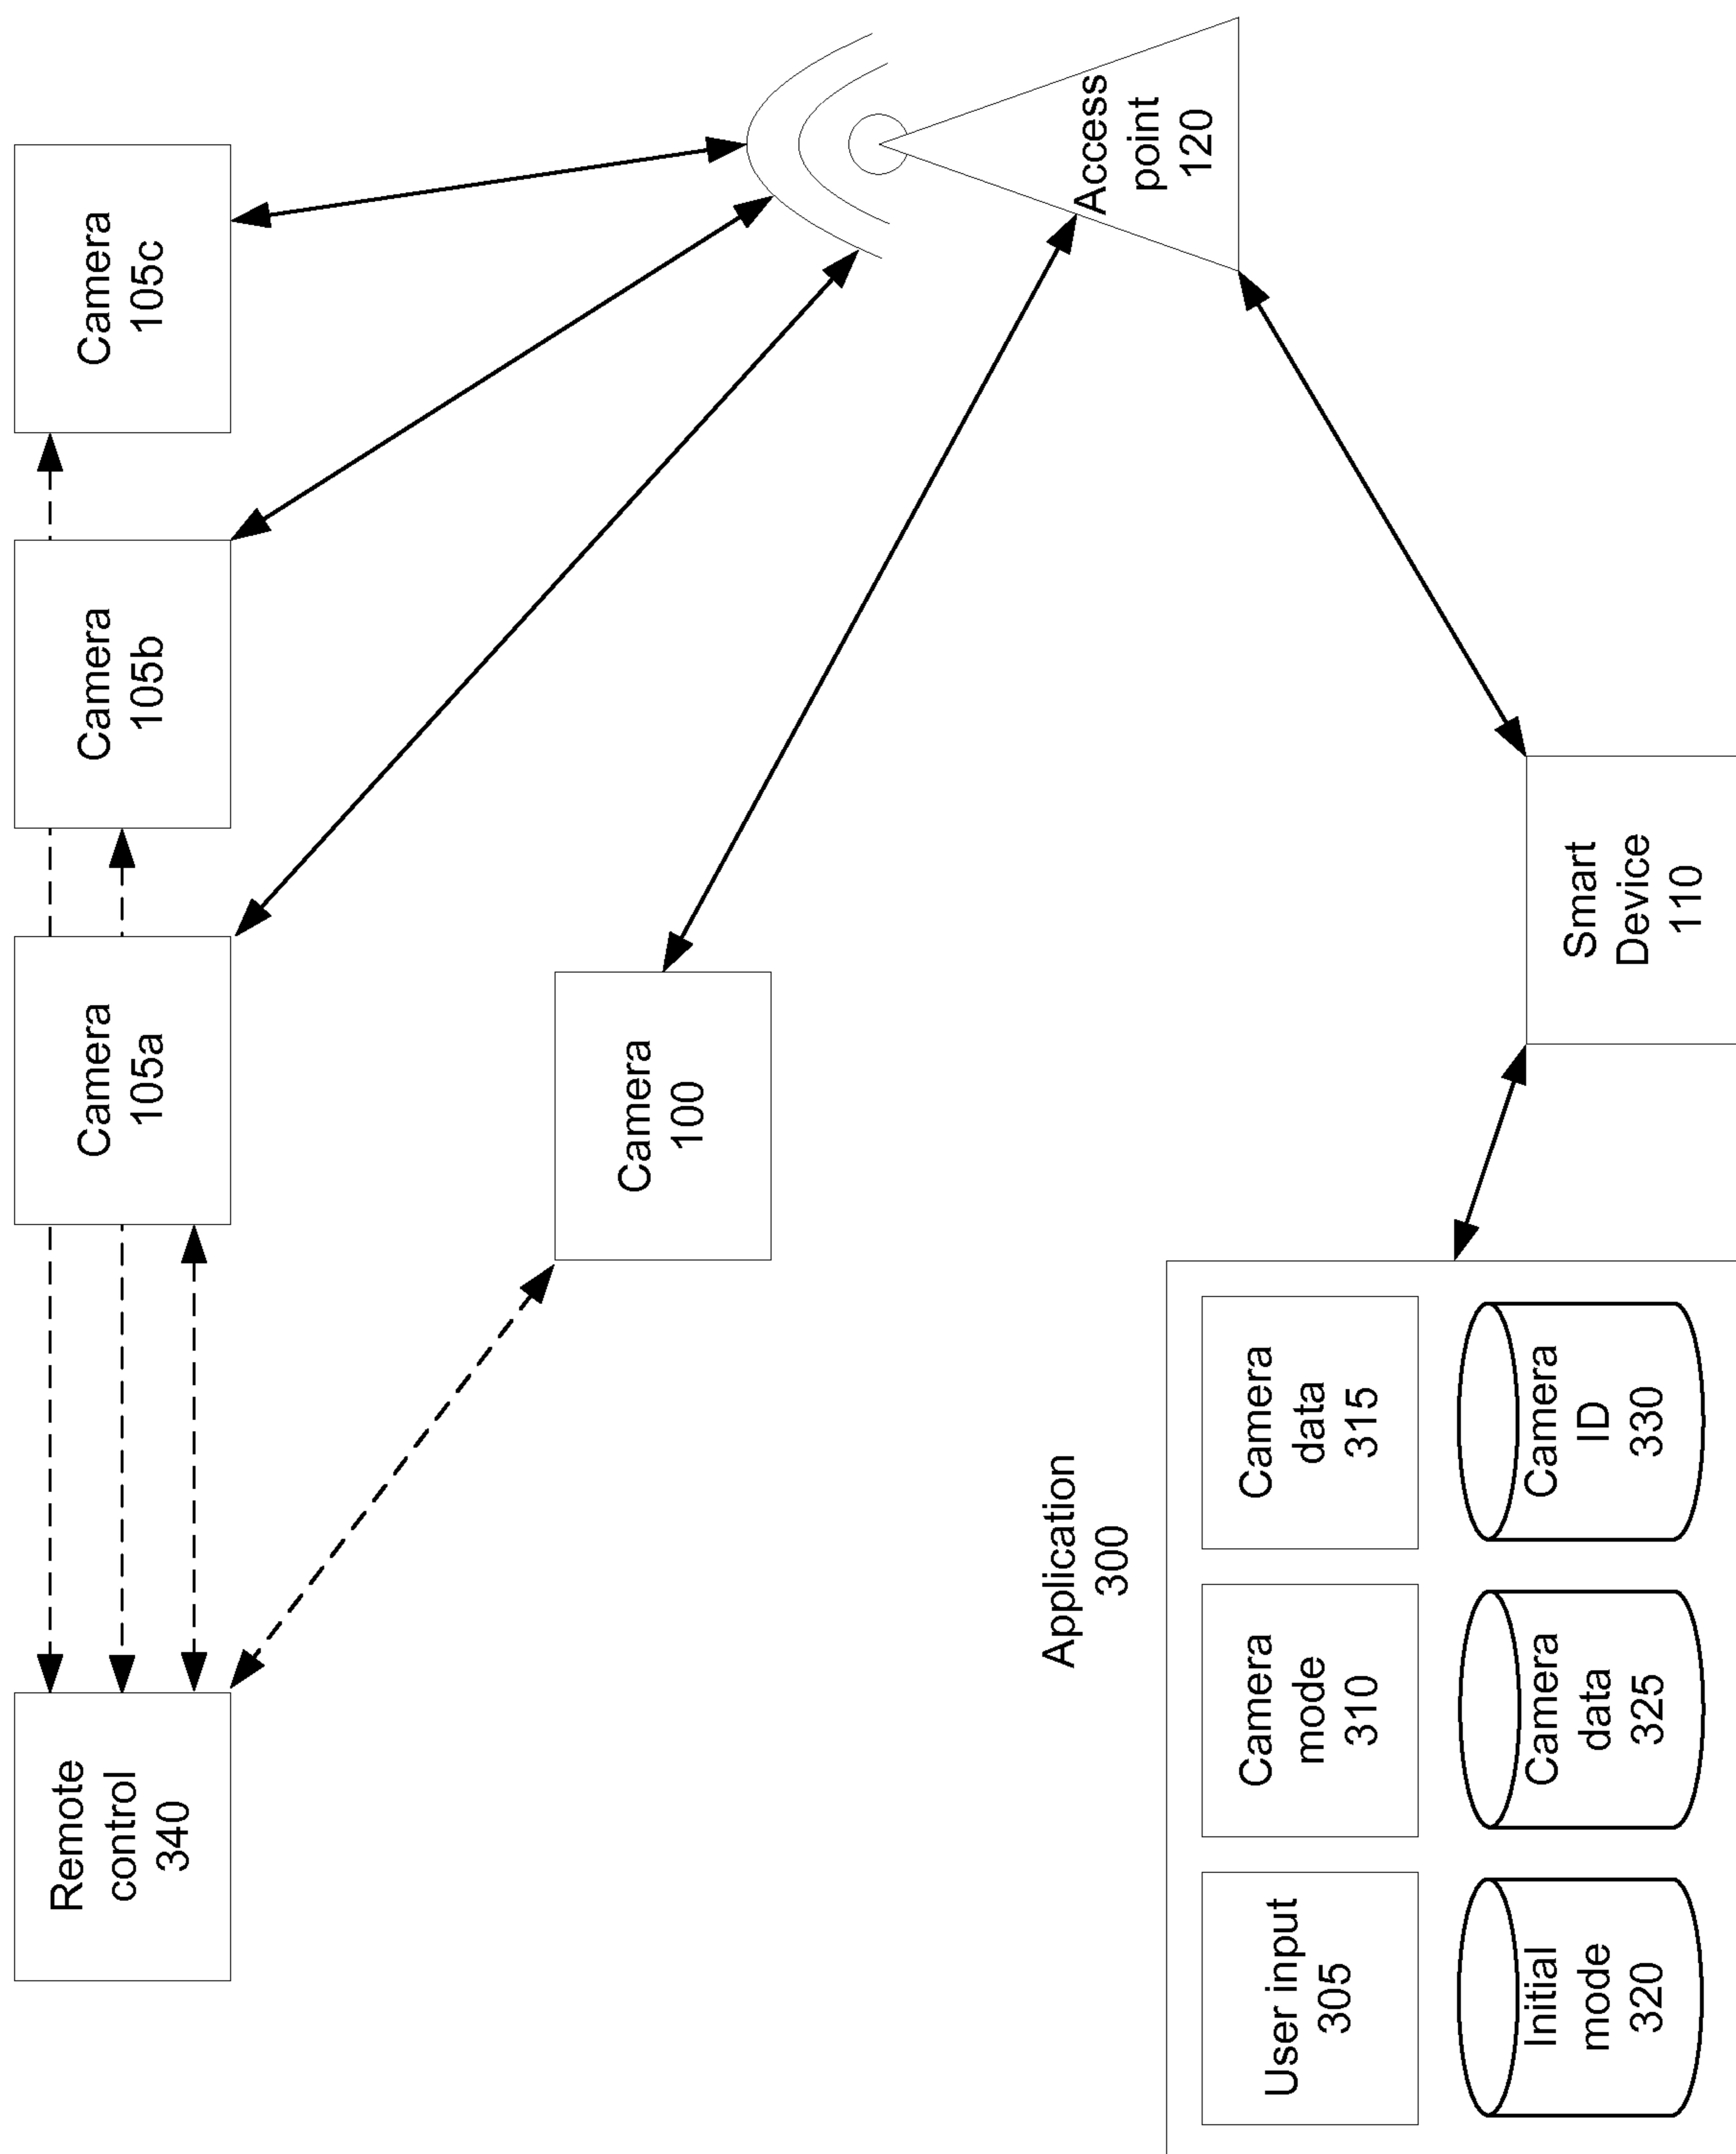 Remote
control
340
Camera
105a
Camera
105b
Camera
105c
Camera
100
Access
point
120
Application
300
User input
305
Camera
mode
310
Camera
data
315
Initial
mode
320
Camera
data
325
Camera
ID
330
Smart
Device
110